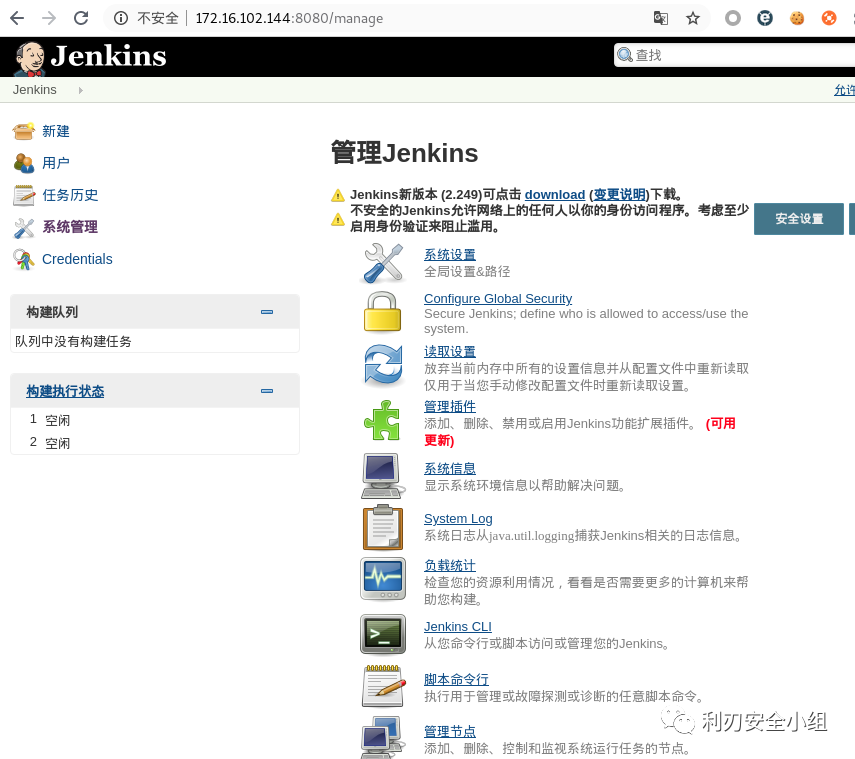 不安全 172.16.102.144:8080/manage
Jenkins
查找
Jenkins
允许
新建
用户
任务历史
系统管理
Credentials
构建队列
队列中没有构建任务
构建执行状态
1 空闲
2 空闲
管理Jenkins
Jenkins新版本 (2.249)可点击 download (变更说明)下载。
不安全的Jenkins允许网络上的任何人以你的身份访问程序。考虑至少
启用身份验证来阻止滥用。
安全设置
系统设置
全局设置&路径
Configure Global Security
Secure Jenkins; define who is allowed to access/use the
system.
读取设置
放弃当前内存中所有的设置信息并从配置文件中重新读取
仅用于当您手动修改配置文件时重新读取设置。
管理插件
添加、删除、禁用或启用Jenkins功能扩展插件。 (可用
更新)
系统信息
显示系统环境信息以帮助解决问题。
System Log
系统日志从java.util.logging捕获Jenkins相关的日志信息。
负载统计
检查您的资源利用情况，看看是否需要更多的计算机来帮
助您构建。
Jenkins CLI
从您命令行或脚本访问或管理您的Jenkins。
脚本命令行
执行用于管理或故障探测或诊断的任意脚本命令。
管理节点
添加、删除、控制和监视系统运行任务的节点。
利刃安全小组